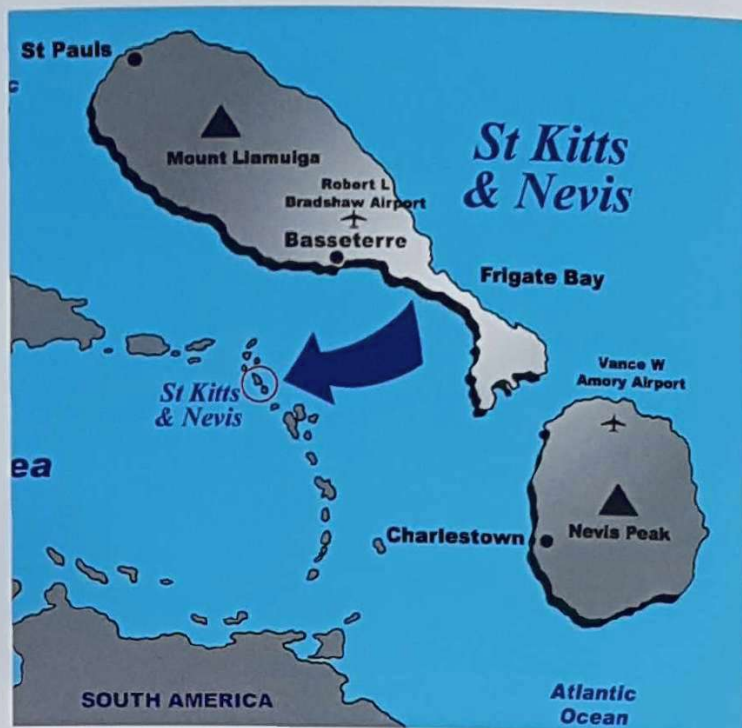 St Pauls
Mount Liamuiga
St Kitts
& Nevis
Robert L
Bradshaw Airport
Basseterre
Frigate Bay
Vance W
Amory Airport
St Kitts
& Nevis
ea
Charlestown
Nevis Peak
SOUTH AMERICA
Atlantic
Ocean